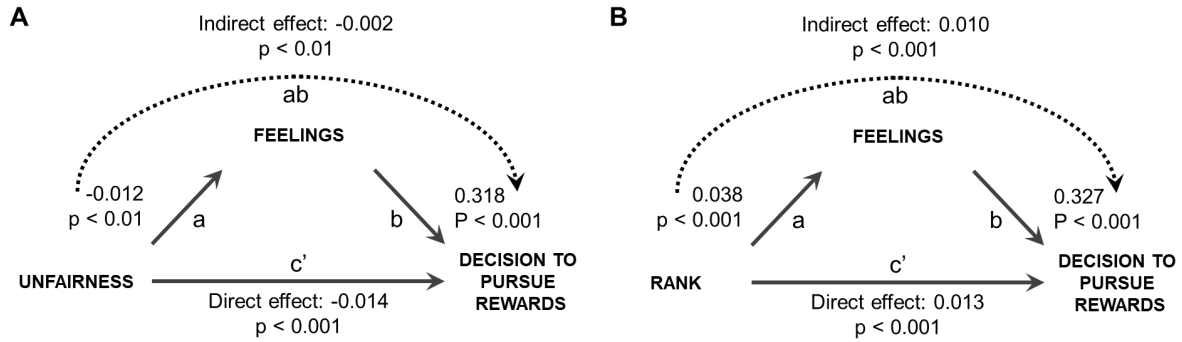 A
Indirect effect: -0.002
p < 0.01
ab
FEELINGS
-0.012
p < 0.01
a
b
0.318
P < 0.001
UNFAIRNESS
c’
Direct effect: -0.014
p < 0.001
DECISION TO
PURSUE
REWARDS
B
Indirect effect: 0.010
p < 0.001
ab
FEELINGS
0.038
p < 0.001
a
b
0.327
P < 0.001
RANK
c’
Direct effect: 0.013
p < 0.001
DECISION TO
PURSUE
REWARDS